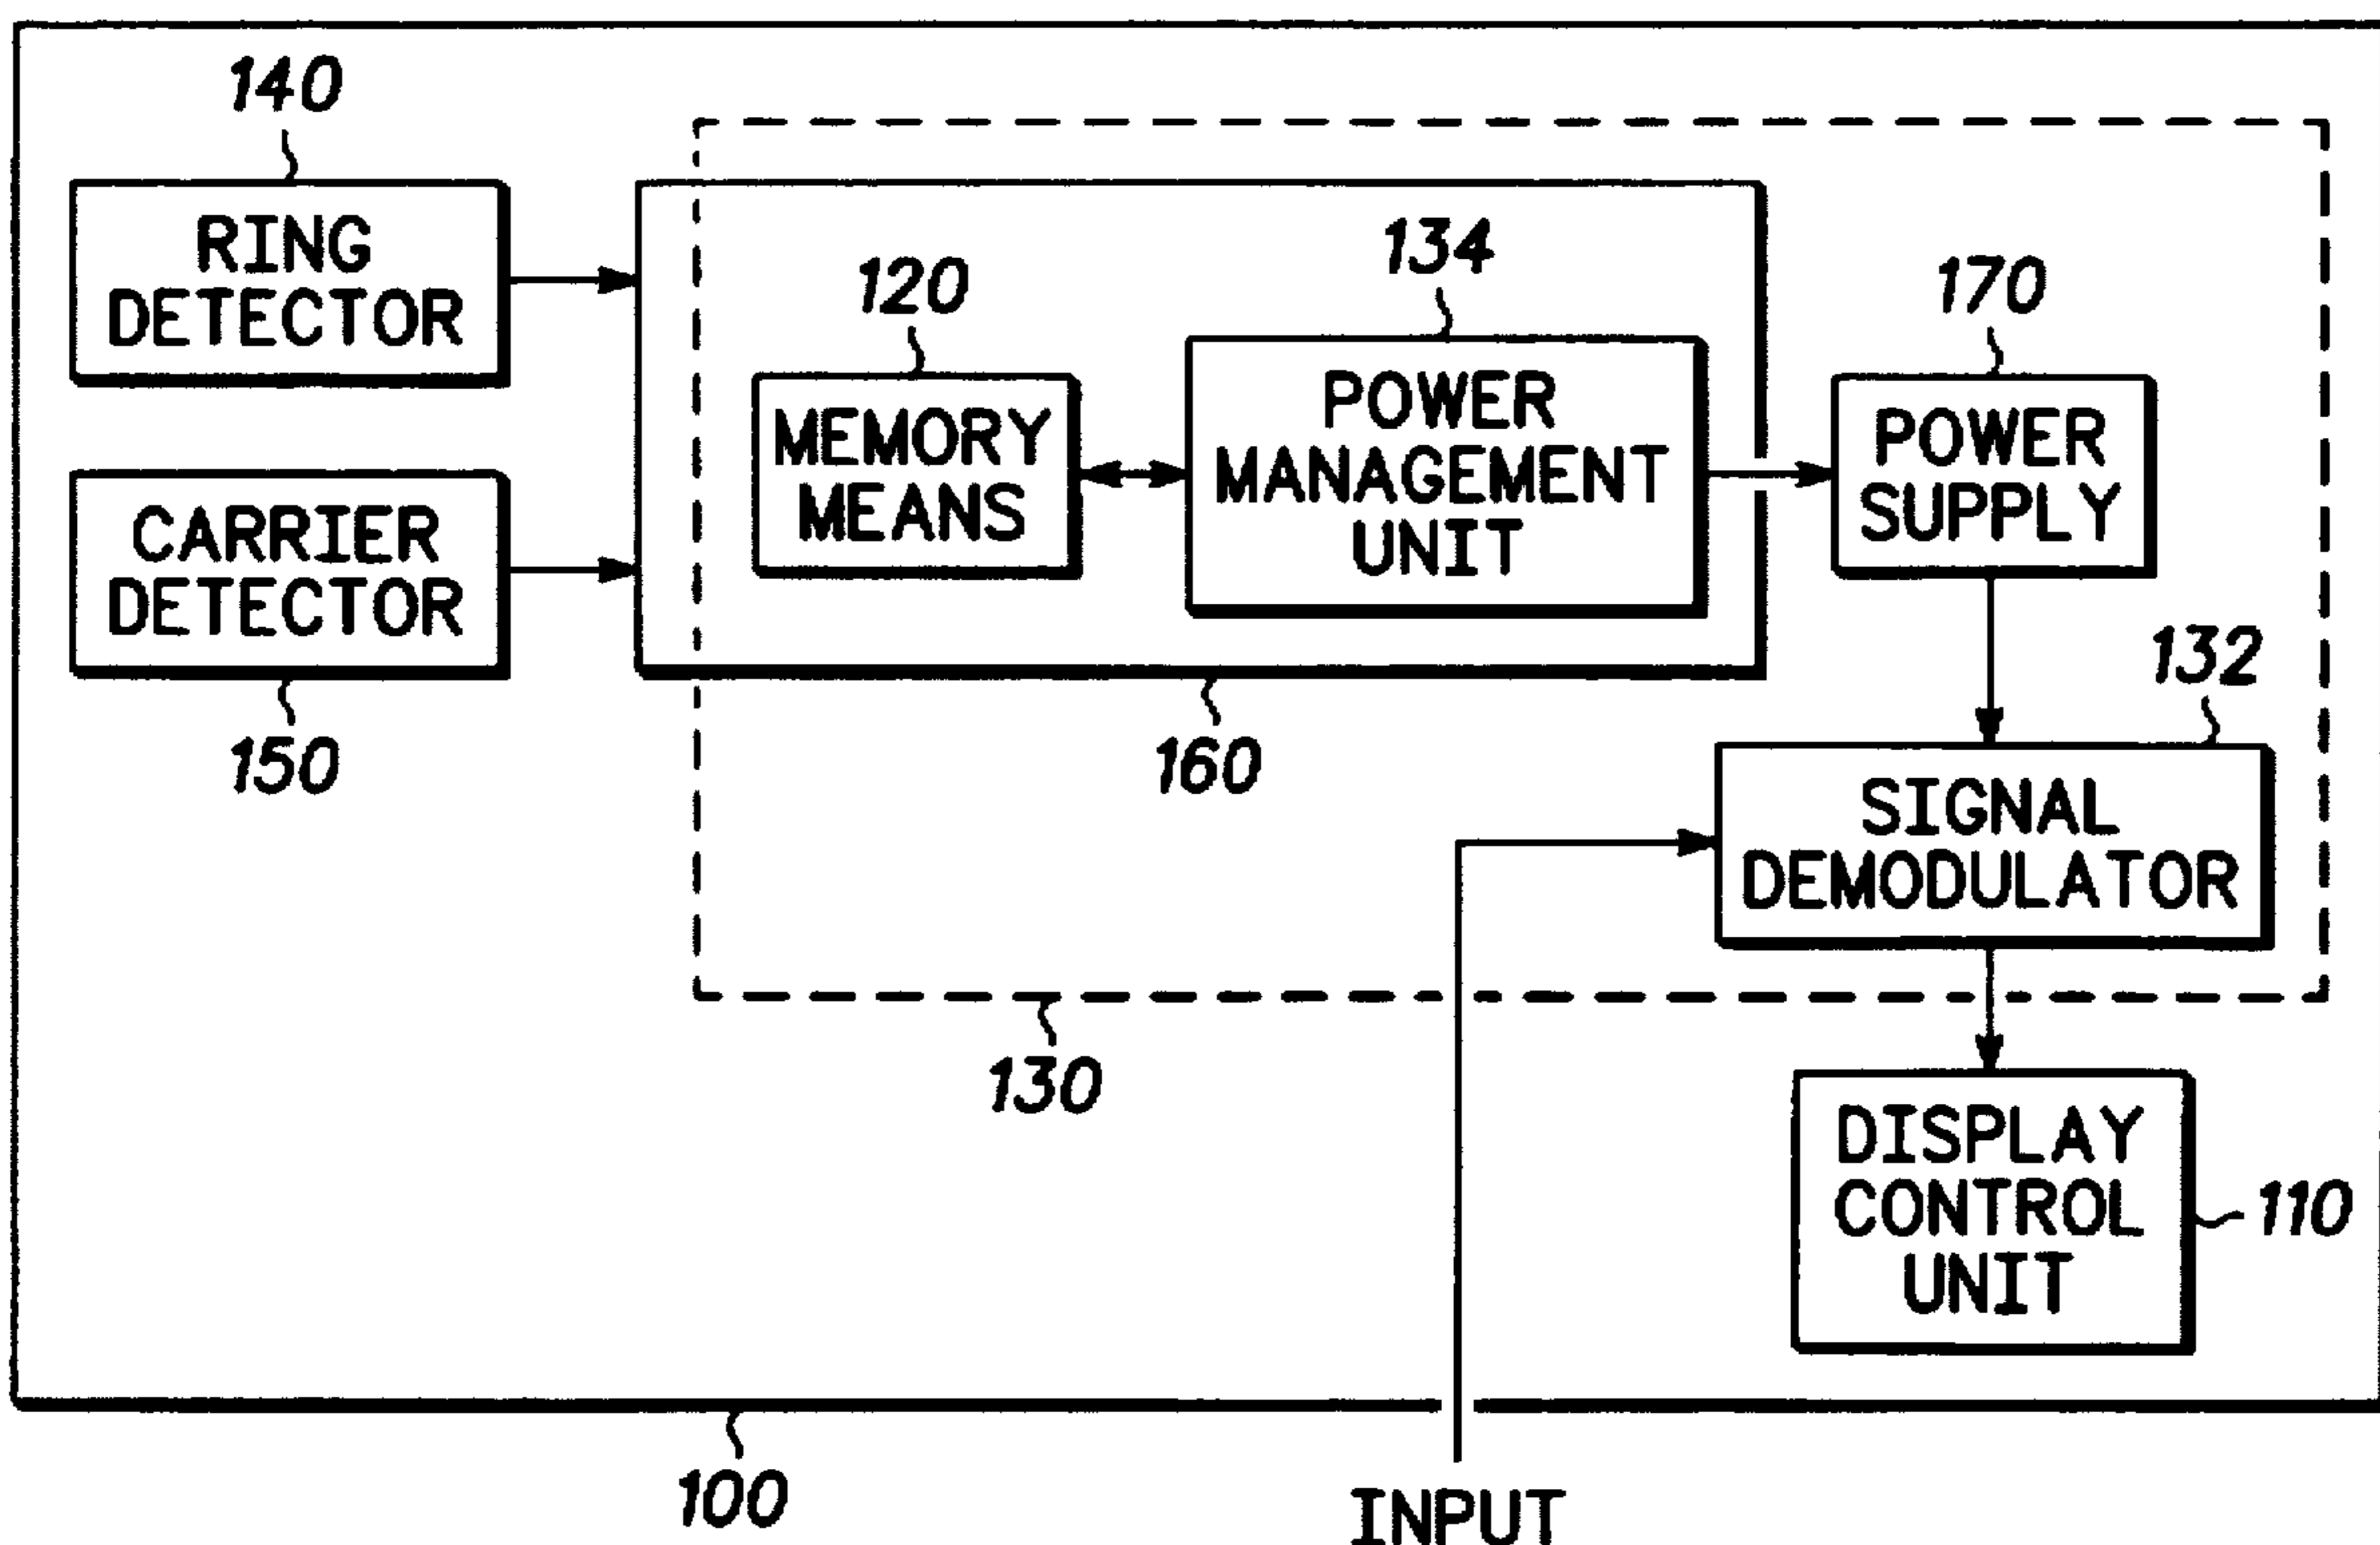 140
RING
DETECTOR
CARRIER
DETECTOR
150
120
MEMORY
MEANS
134
POWER
MANAGEMENT
UNIT
160
170
POWER
SUPPLY
132
SIGNAL
DEMODULATOR
130
DISPLAY
CONTROL
UNIT
110
100
INPUT